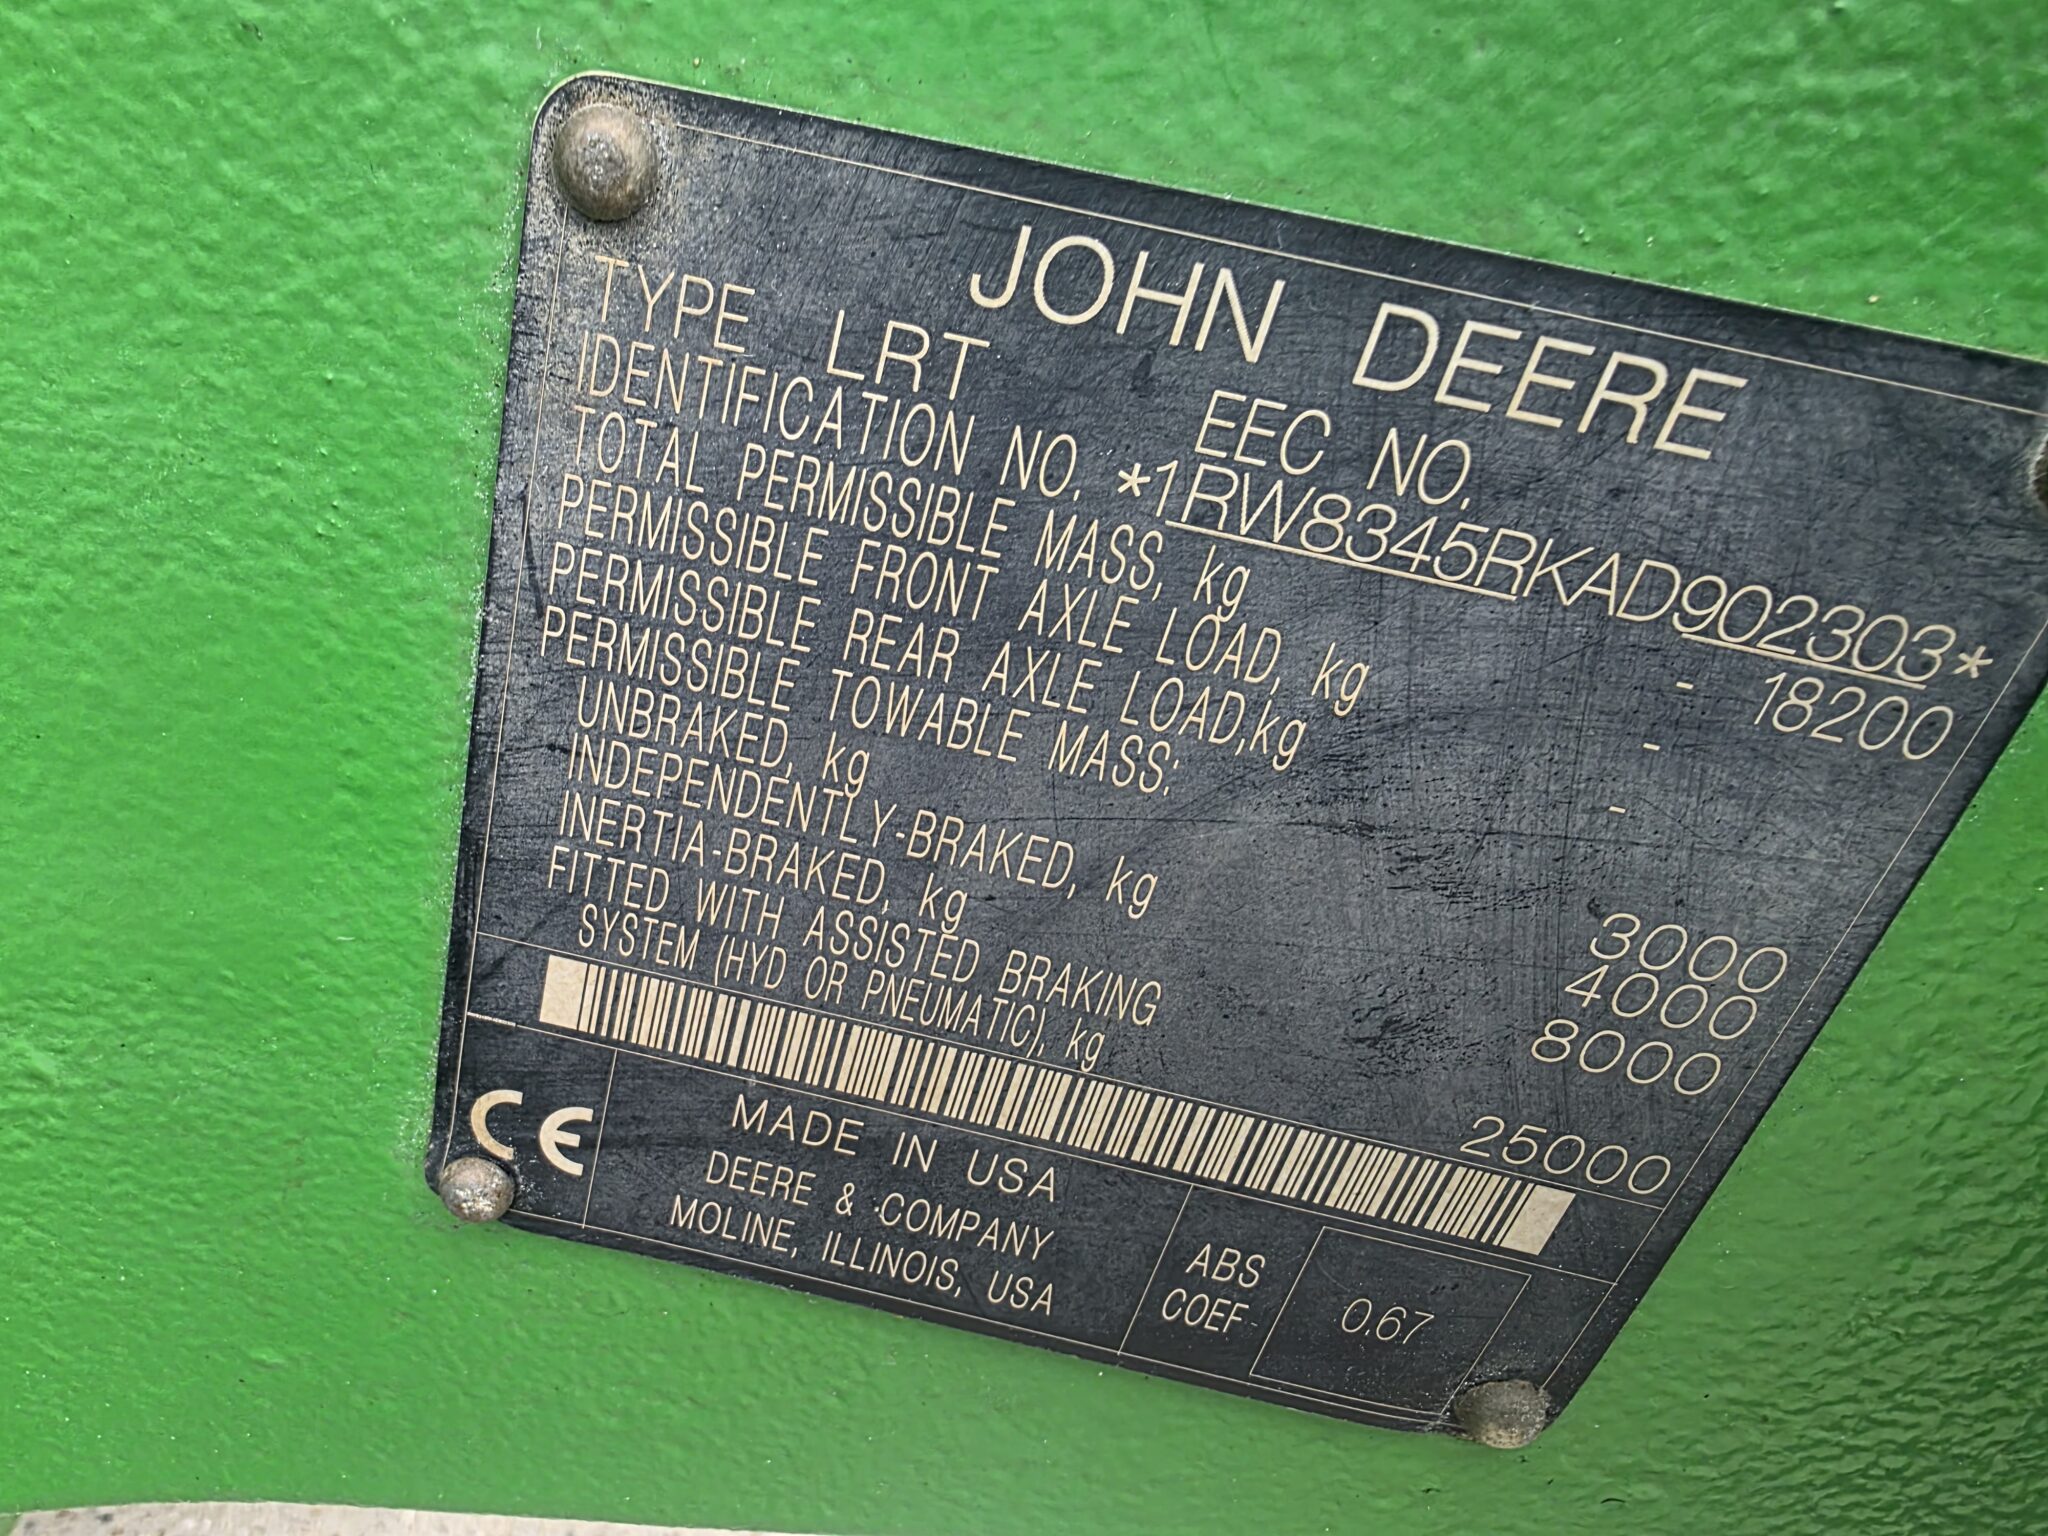 JOHN DEERE
TYPE LRT EEC NO.
IDENTIFICATION NO. *1RW8345RKAD902303*
TOTAL PERMISSIBLE MASS, kg - 18200
PERMISSIBLE FRONT AXLE LOAD, kg -
PERMISSIBLE REAR AXLE LOAD,kg -
PERMISSIBLE TOWABLE MASS:
UNBRAKED, kg 3000
INDEPENDENTLY-BRAKED, kg 4000
INERTIA-BRAKED, kg 8000
FITTED WITH ASSISTED BRAKING
SYSTEM (HYD OR PNEUMATIC), kg 25000
CE
MADE IN USA
DEERE & COMPANY
MOLINE, ILLINOIS, USA
ABS
COEF
0.67